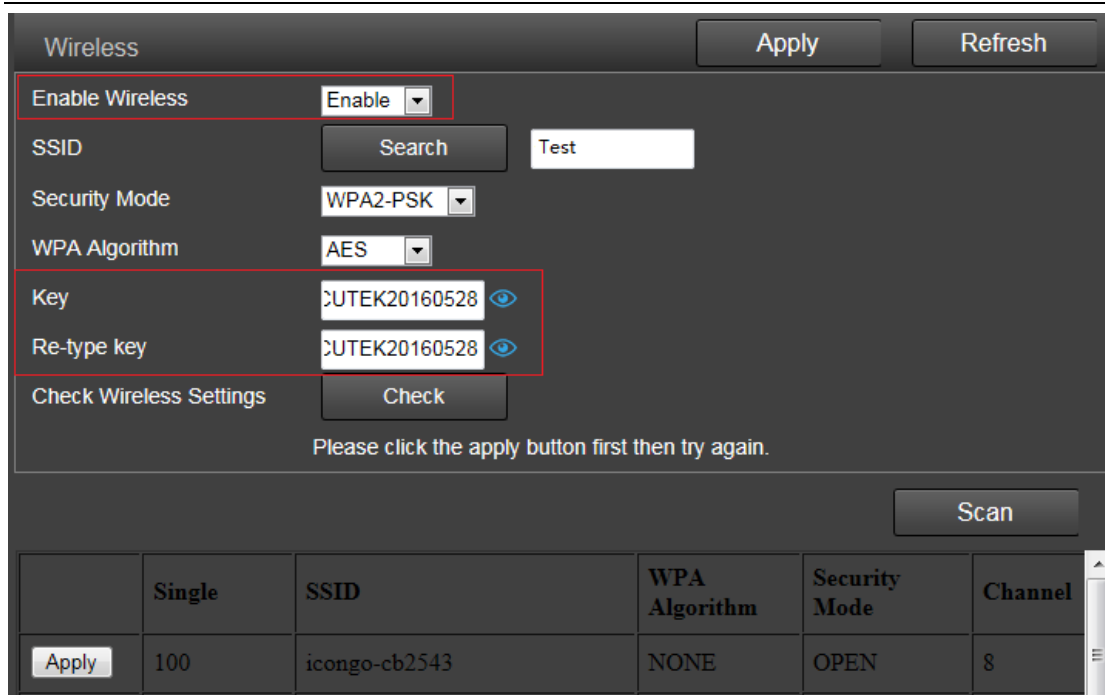 Wireless Apply Refresh
Enable Wireless Enable
SSID Search Test
Security Mode WPA2-PSK
WPA Algorithm AES
Key CUTEK20160528
Re-type key CUTEK20160528
Check Wireless Settings Check
Please click the apply button first then try again.
Scan
Single SSID WPA Algorithm Security Mode Channel
Apply 100 icongo-cb2543 NONE OPEN 8